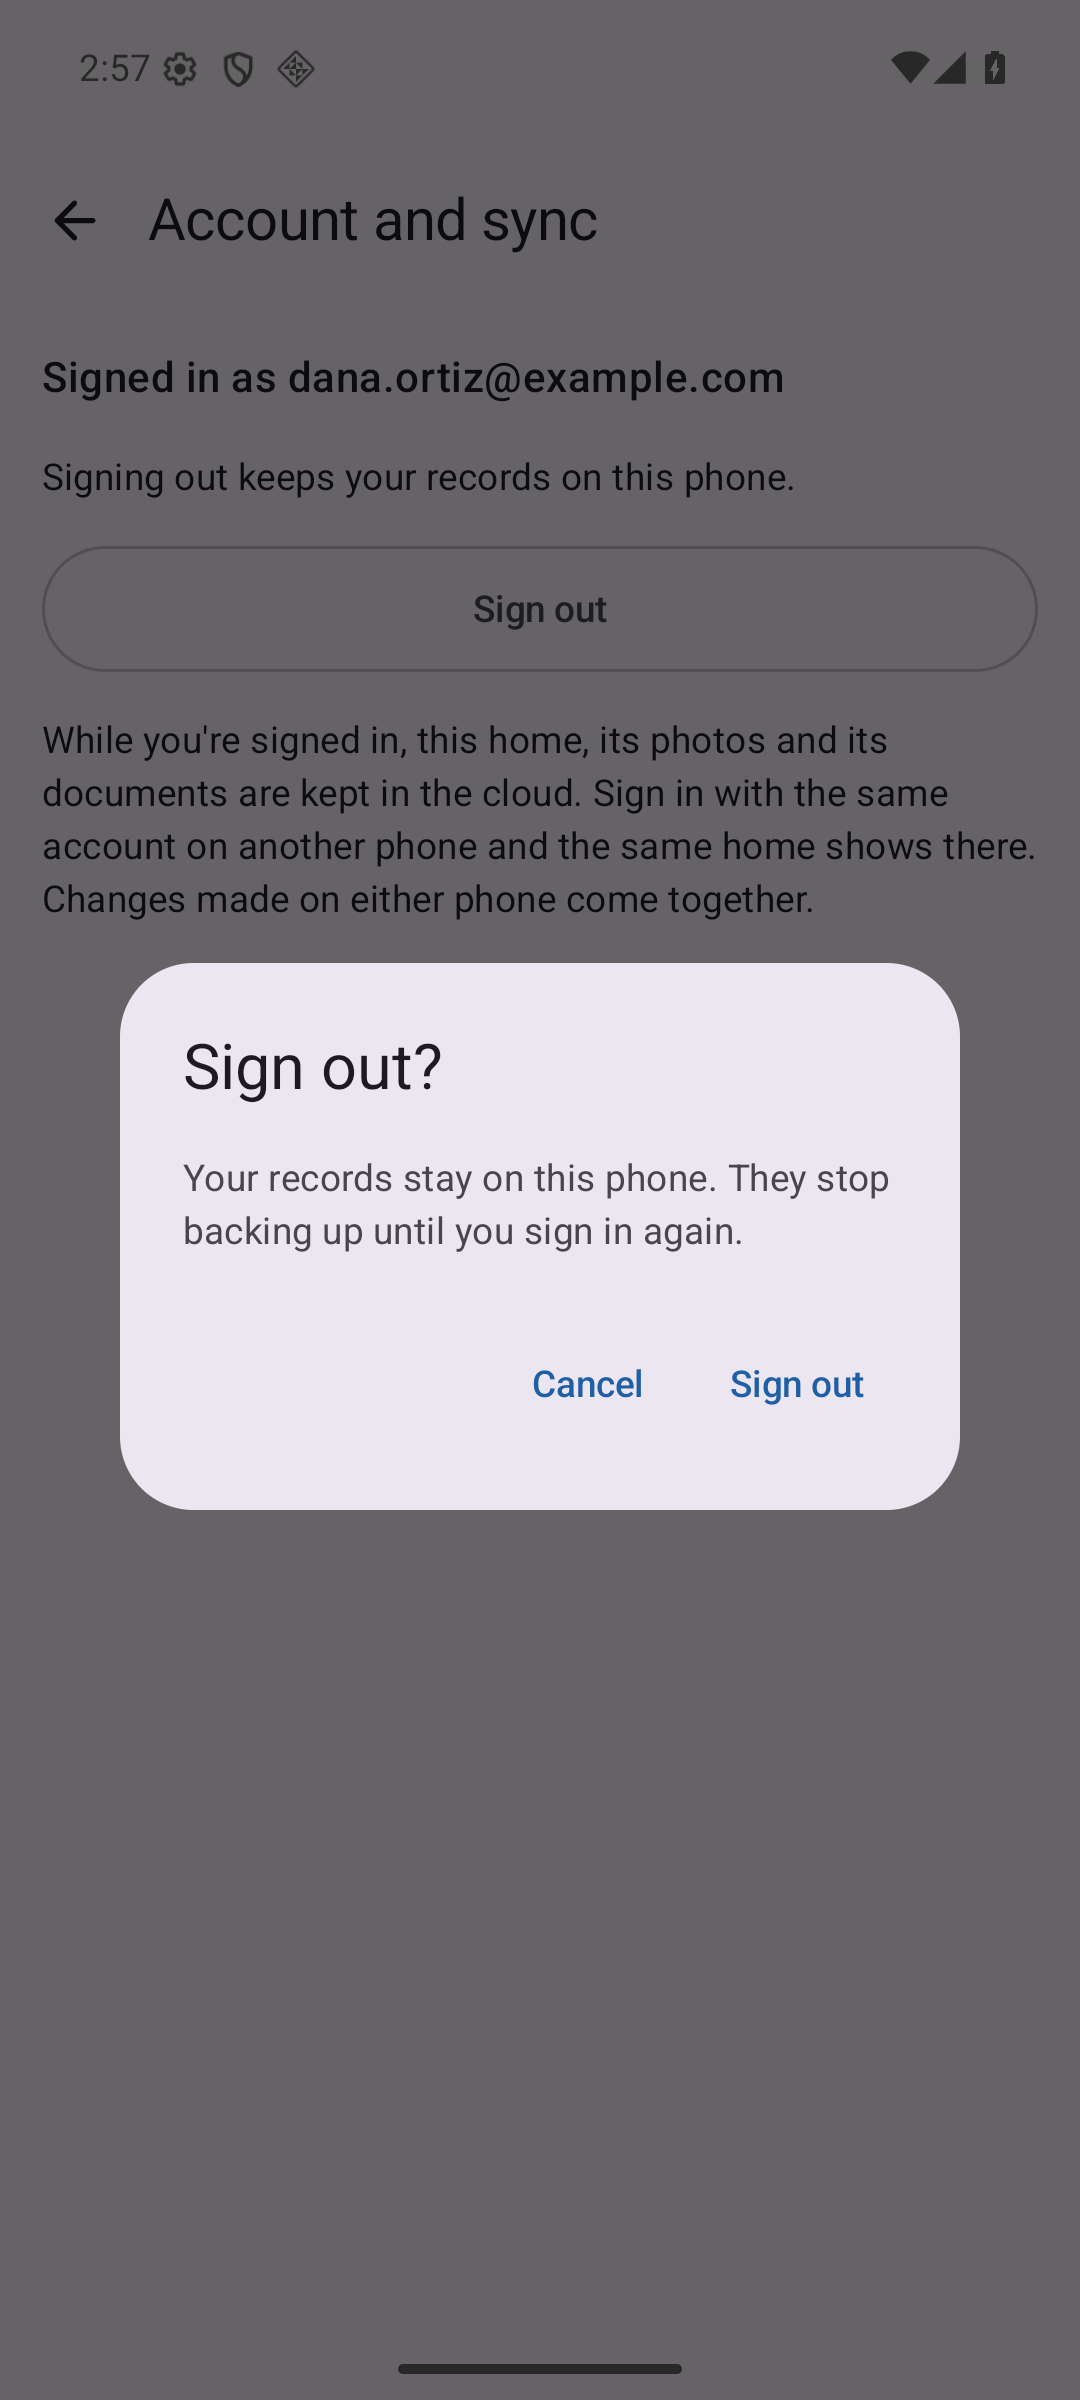 2:57
Account and sync
Signed in as dana.ortiz@example.com
Signing out keeps your records on this phone.
Sign out
While you're signed in, this home, its photos and its
documents are kept in the cloud. Sign in with the same
account on another phone and the same home shows there.
Changes made on either phone come together.
Sign out?
Your records stay on this phone. They stop
backing up until you sign in again.
Cancel Sign out